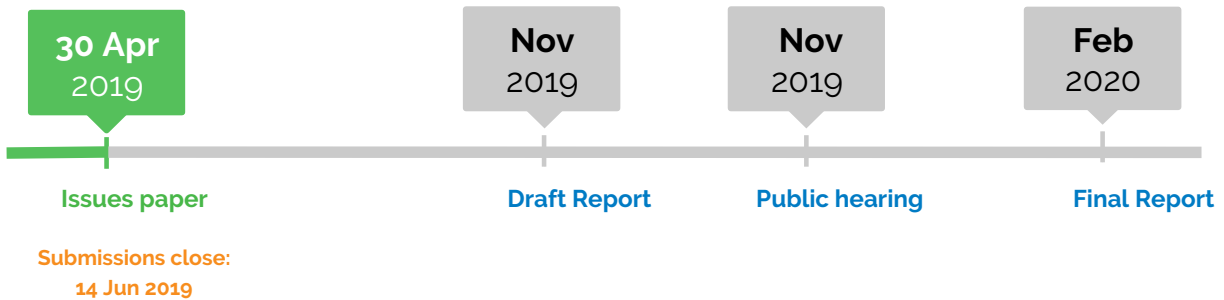 30 Apr
2019
Nov
2019
Nov
2019
Feb
2020
Issues paper
Draft Report
Public hearing
Final Report
Submissions close:
14 Jun 2019